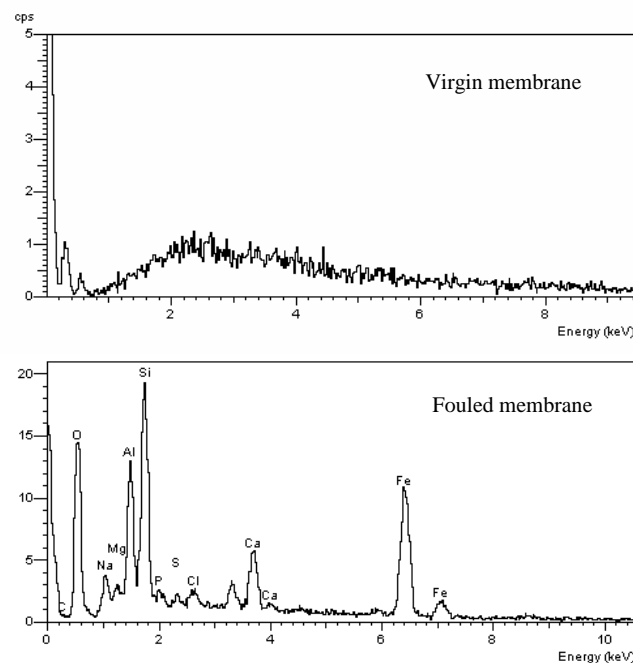 cps
5
Virgin membrane
4
3
2
1
0
2 4 6 8
Energy (keV)
20
Si
Fouled membrane
O
15
Al
Fe
10
Ca
5
Mg
S
Na
P
Cl
C
Ca
Fe
0
0 2 4 6 8 10
Energy (keV)